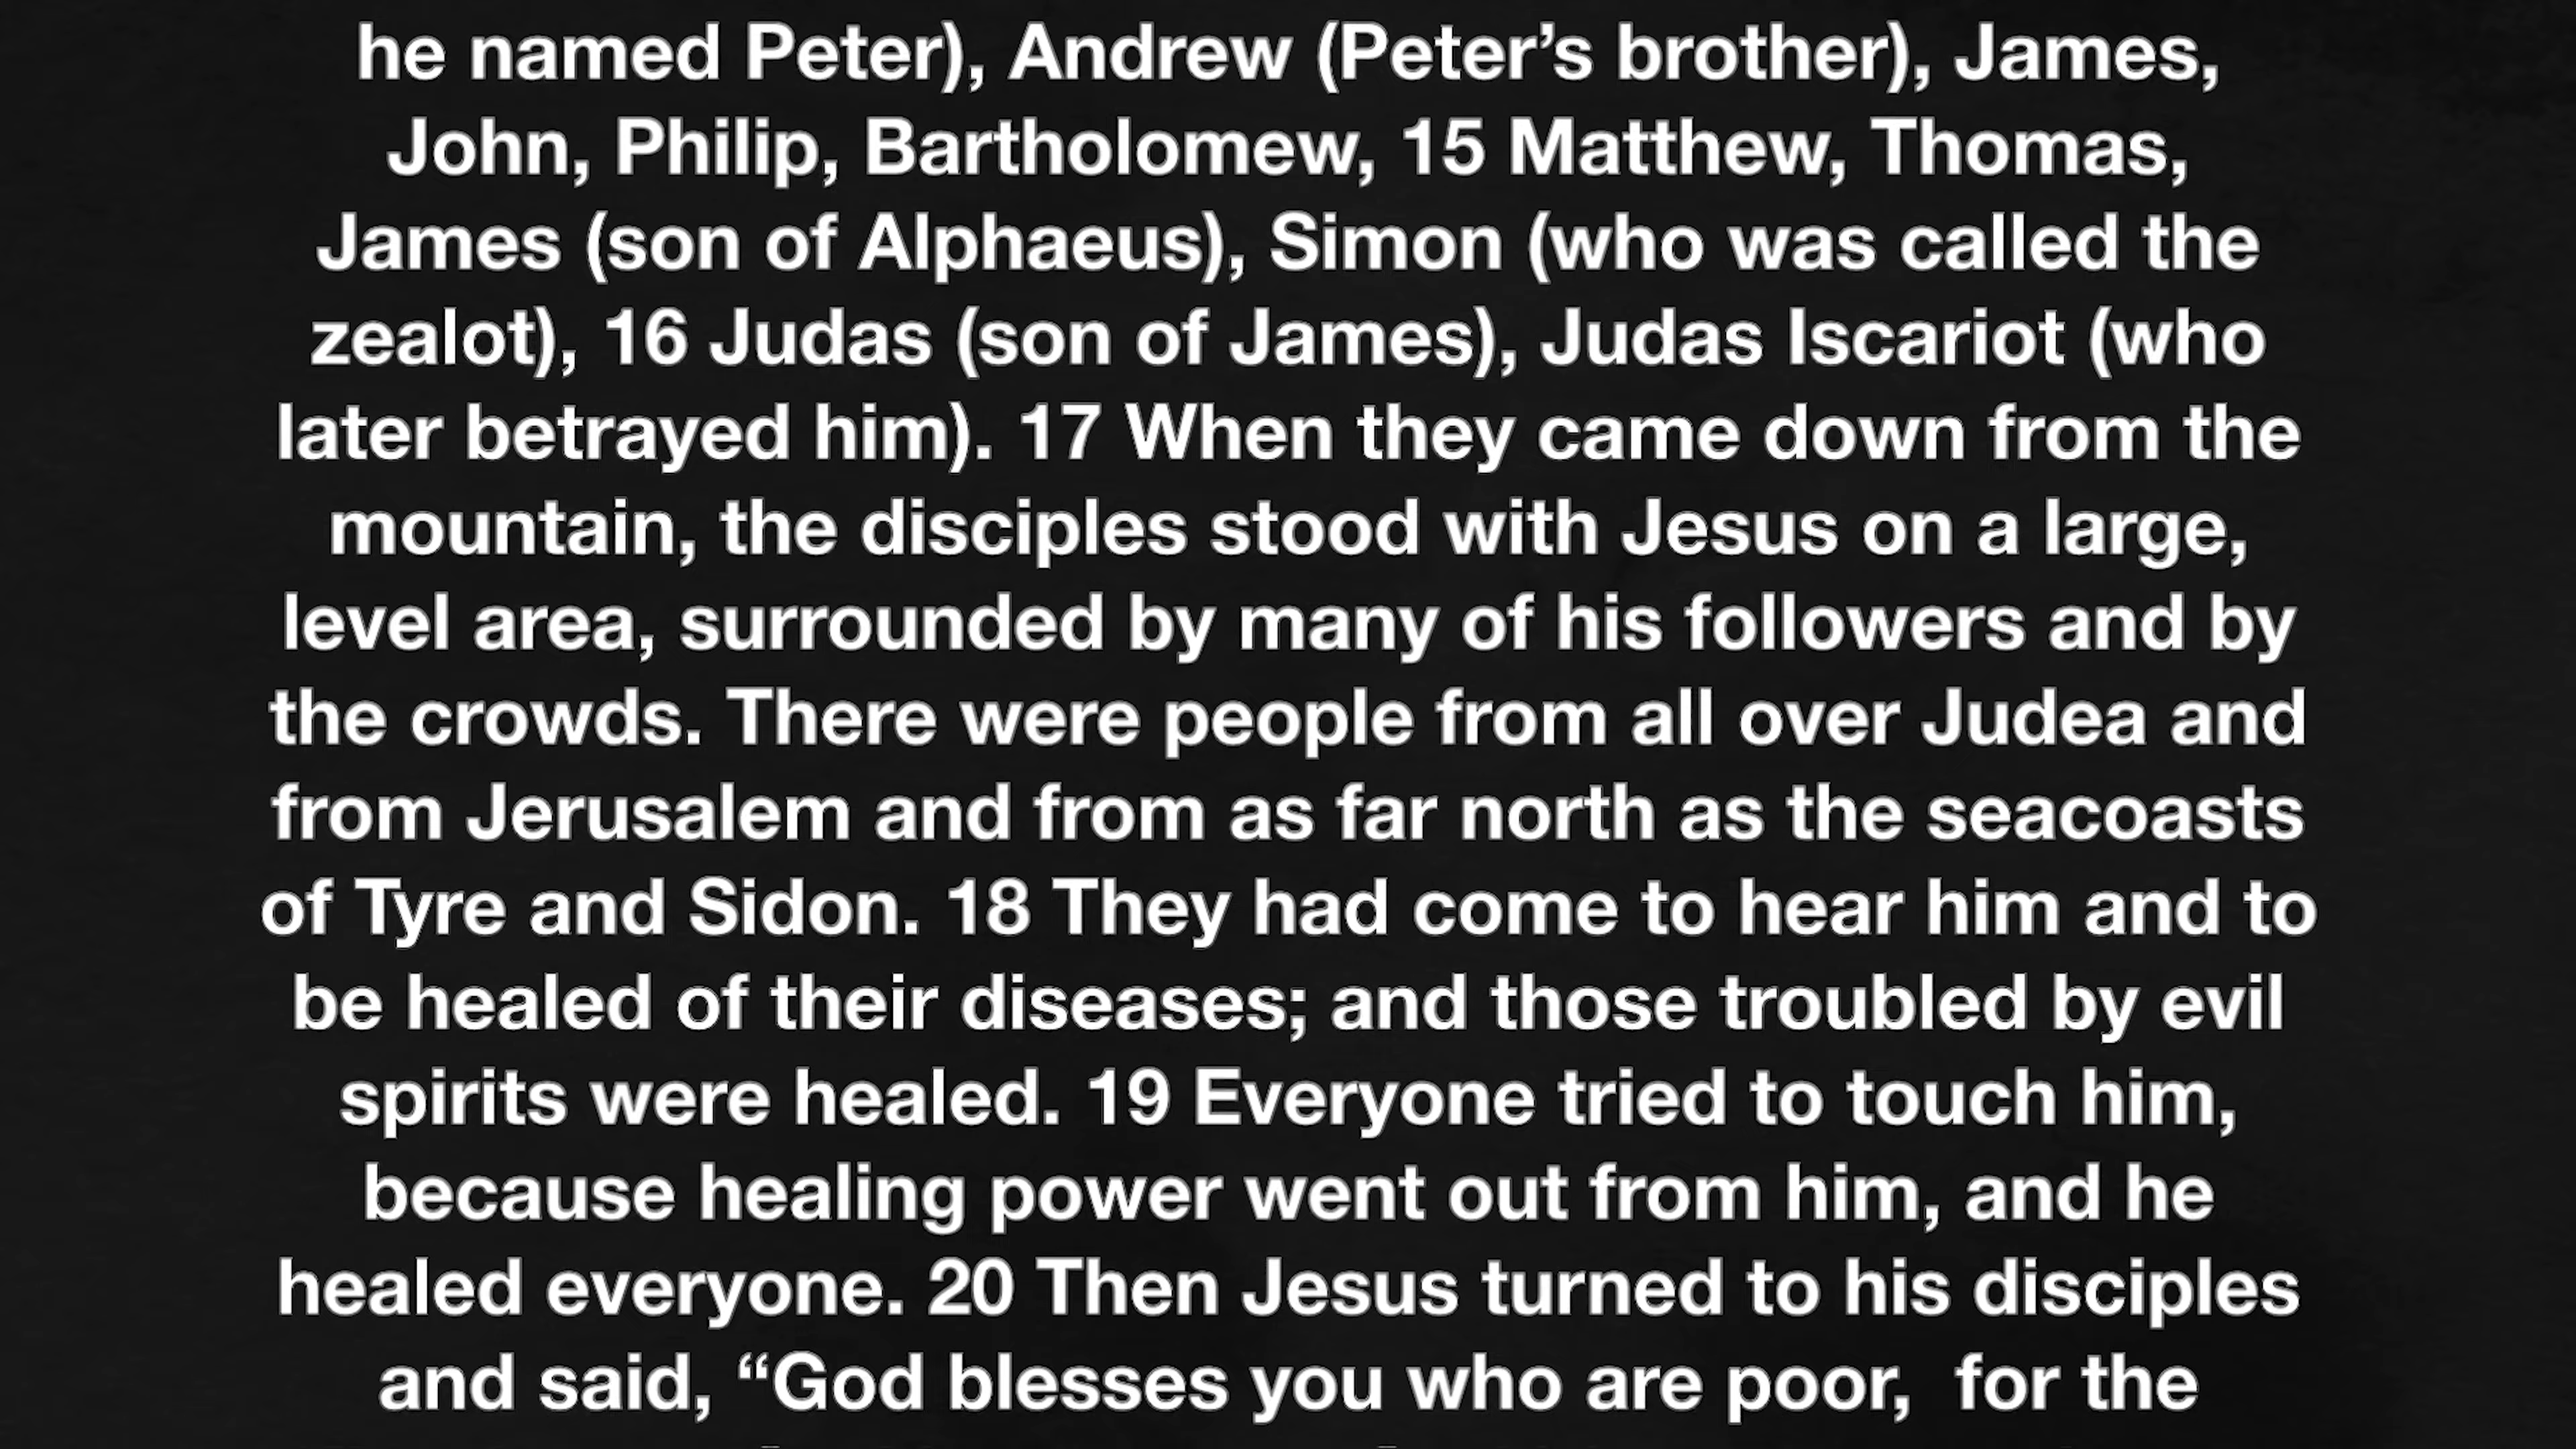 he named Peter), Andrew (Peter’s brother), James,
John, Philip, Bartholomew, 15 Matthew, Thomas,
James (son of Alphaeus), Simon (who was called the
zealot), 16 Judas (son of James), Judas Iscariot (who
later betrayed him). 17 When they came down from the
mountain, the disciples stood with Jesus on a large,
level area, surrounded by many of his followers and by
the crowds. There were people from all over Judea and
from Jerusalem and from as far north as the seacoasts
of Tyre and Sidon. 18 They had come to hear him and to
be healed of their diseases; and those troubled by evil
spirits were healed. 19 Everyone tried to touch him,
because healing power went out from him, and he
healed everyone. 20 Then Jesus turned to his disciples
and said, “God blesses you who are poor,  for the